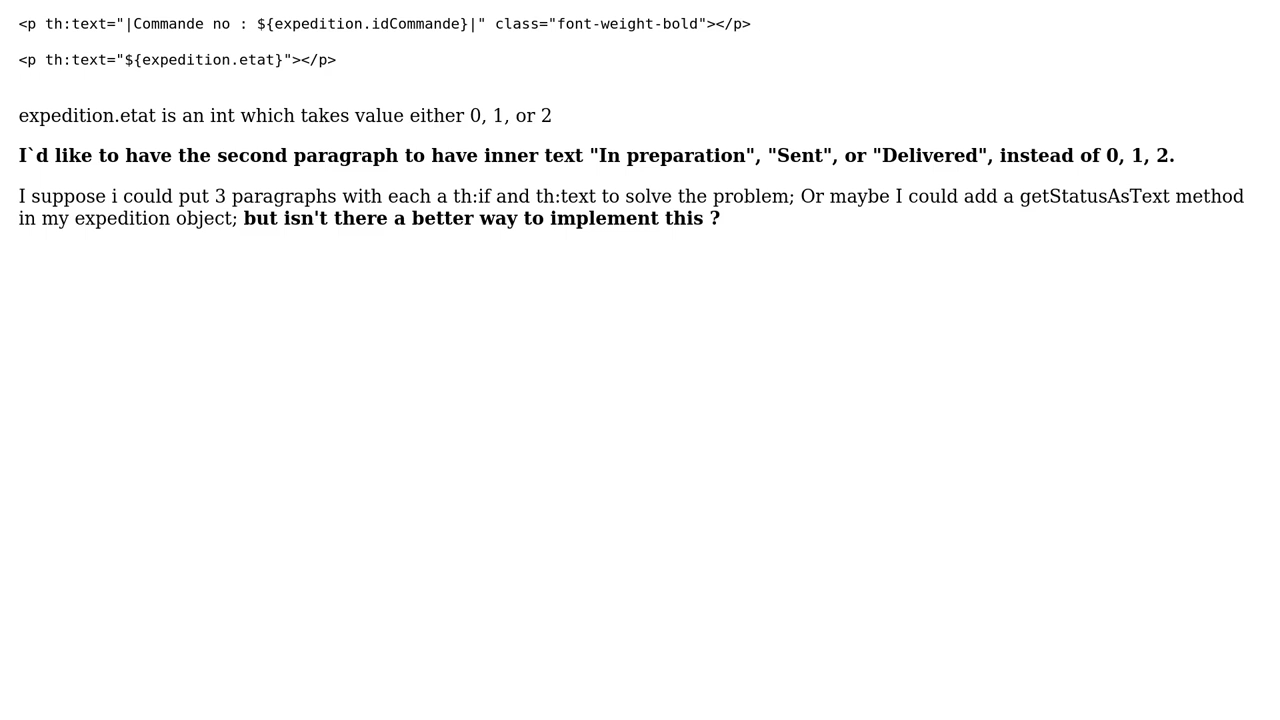 <p th:text="|Commande no : ${expedition.idCommande}|" class="font-weight-bold"></p>
<p th:text="${expedition.etat}"></p>
expedition.etat is an int which takes value either 0, 1, or 2
I`d like to have the second paragraph to have inner text "In preparation", "Sent", or "Delivered", instead of 0, 1, 2.
I suppose i could put 3 paragraphs with each a th:if and th:text to solve the problem; Or maybe I could add a getStatusAsText method
in my expedition object; but isn't there a better way to implement this ?